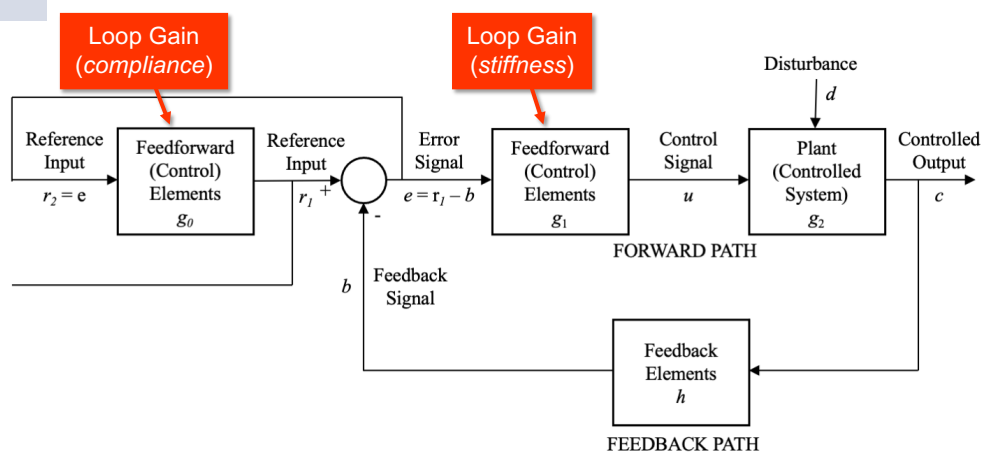 Loop Gain
(compliance)
Loop Gain
(stiffness)
Disturbance
d
Reference
Input
r₂ = e
Feedforward
(Control)
Elements
g₀
Reference
Input
r₁
+
-
Error
Signal
e = r₁ – b
Feedforward
(Control)
Elements
g₁
Control
Signal
u
Plant
(Controlled
System)
g₂
Controlled
Output
c
FORWARD PATH
b
Feedback
Signal
Feedback
Elements
h
FEEDBACK PATH